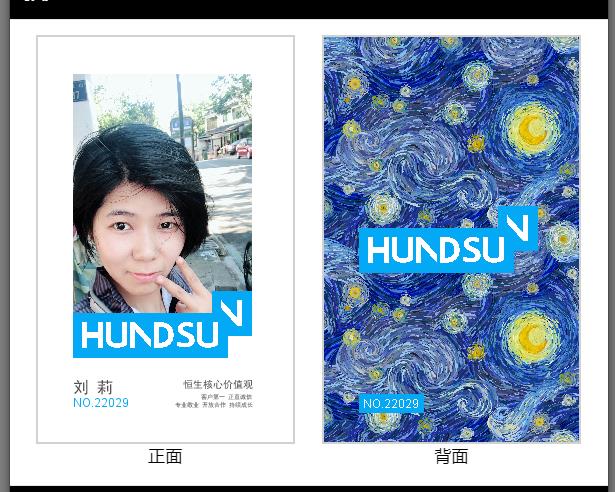 HUNDSUN
刘 莉
NO.22029
恒生核心价值观
客户第一 正直诚信
专业敬业 开放合作 持续成长
正面
HUNDSUN
NO.22029
背面